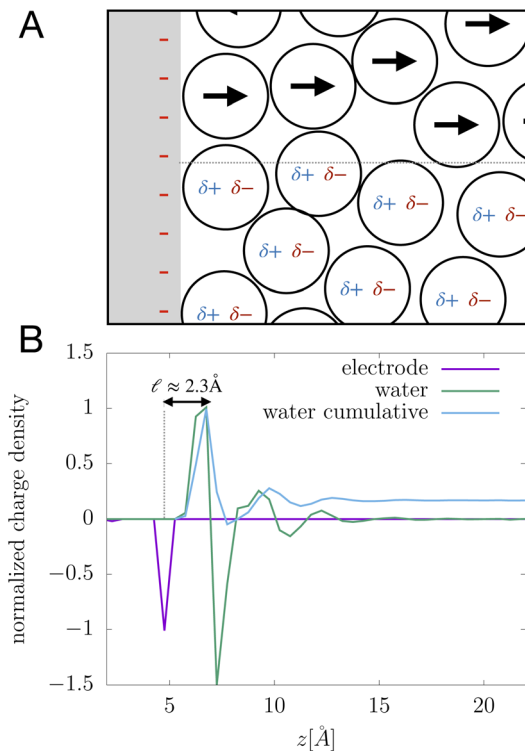 A
δ+ δ−
δ+ δ−
δ+ δ−
δ+ δ−
δ+ δ−
δ+ δ−
δ+ δ−
δ+ δ−
B
normalized charge density
1.5
1
0.5
0
−0.5
−1
−1.5
ℓ ≈ 2.3Å
electrode
water
water cumulative
5
10
15
20
z[Å]